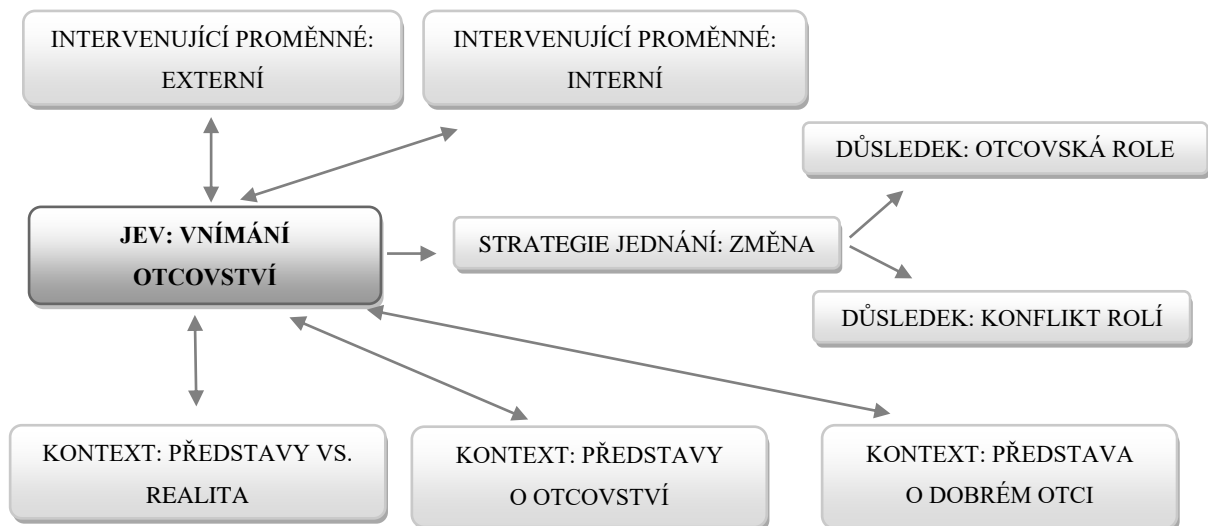 INTERVENUJÍCÍ PROMĚNNÉ:
EXTERNÍ
INTERVENUJÍCÍ PROMĚNNÉ:
INTERNÍ
DŮSLEDEK: OTCOVSKÁ ROLE
JEV: VNÍMÁNÍ
OTCOVSTVÍ
STRATEGIE JEDNÁNÍ: ZMĚNA
DŮSLEDEK: KONFLIKT ROLÍ
KONTEXT: PŘEDSTAVY VS.
REALITA
KONTEXT: PŘEDSTAVY
O OTCOVSTVÍ
KONTEXT: PŘEDSTAVA
O DOBRÉM OTCI